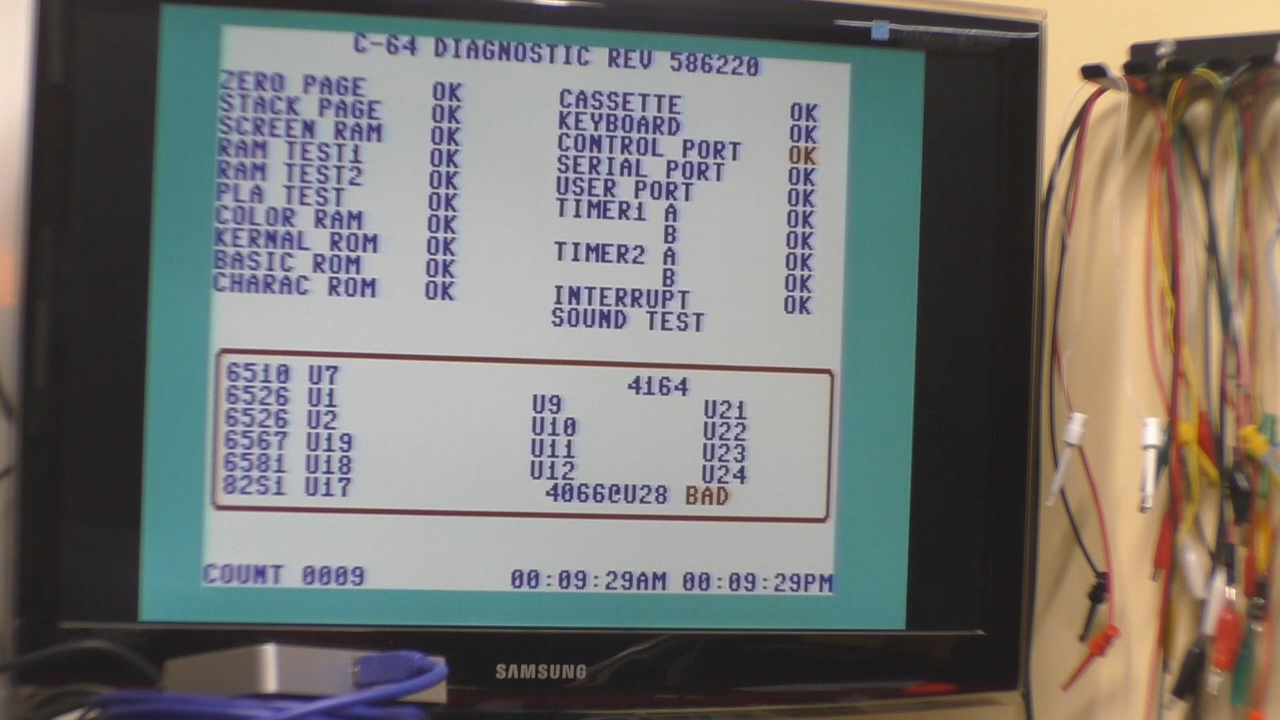 C-64 DIAGNOSTIC REV 586220
ZERO PAGE OK
STACK PAGE OK
SCREEN RAM OK
RAM TEST1 OK
RAM TEST2 OK
PLA TEST OK
COLOR RAM OK
KERNAL ROM OK
BASIC ROM OK
CHARAC ROM OK
CASSETTE OK
KEYBOARD OK
CONTROL PORT OK
SERIAL PORT OK
USER PORT OK
TIMER1 A OK
B OK
TIMER2 A OK
B OK
INTERRUPT OK
SOUND TEST
6510 U7
6526 U1
6526 U2
6567 U19
6581 U18
82S1 U17
4164
U9 U21
U10 U22
U11 U23
U12 U24
4066@U28 BAD
COUNT 0009 00:09:29AM 00:09:29PM
SAMSUNG